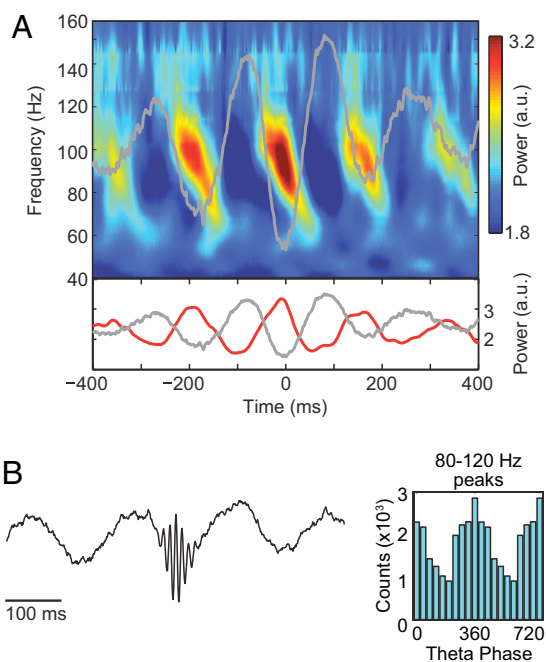 A
160
140
120
100
80
60
40
Frequency (Hz)
3.2
1.8
Power (a.u.)
3
2
Power (a.u.)
−400
−200
0
200
400
Time (ms)
B
100 ms
80-120 Hz
peaks
3
2
1
0
Counts (x10³)
0
360
720
Theta Phase